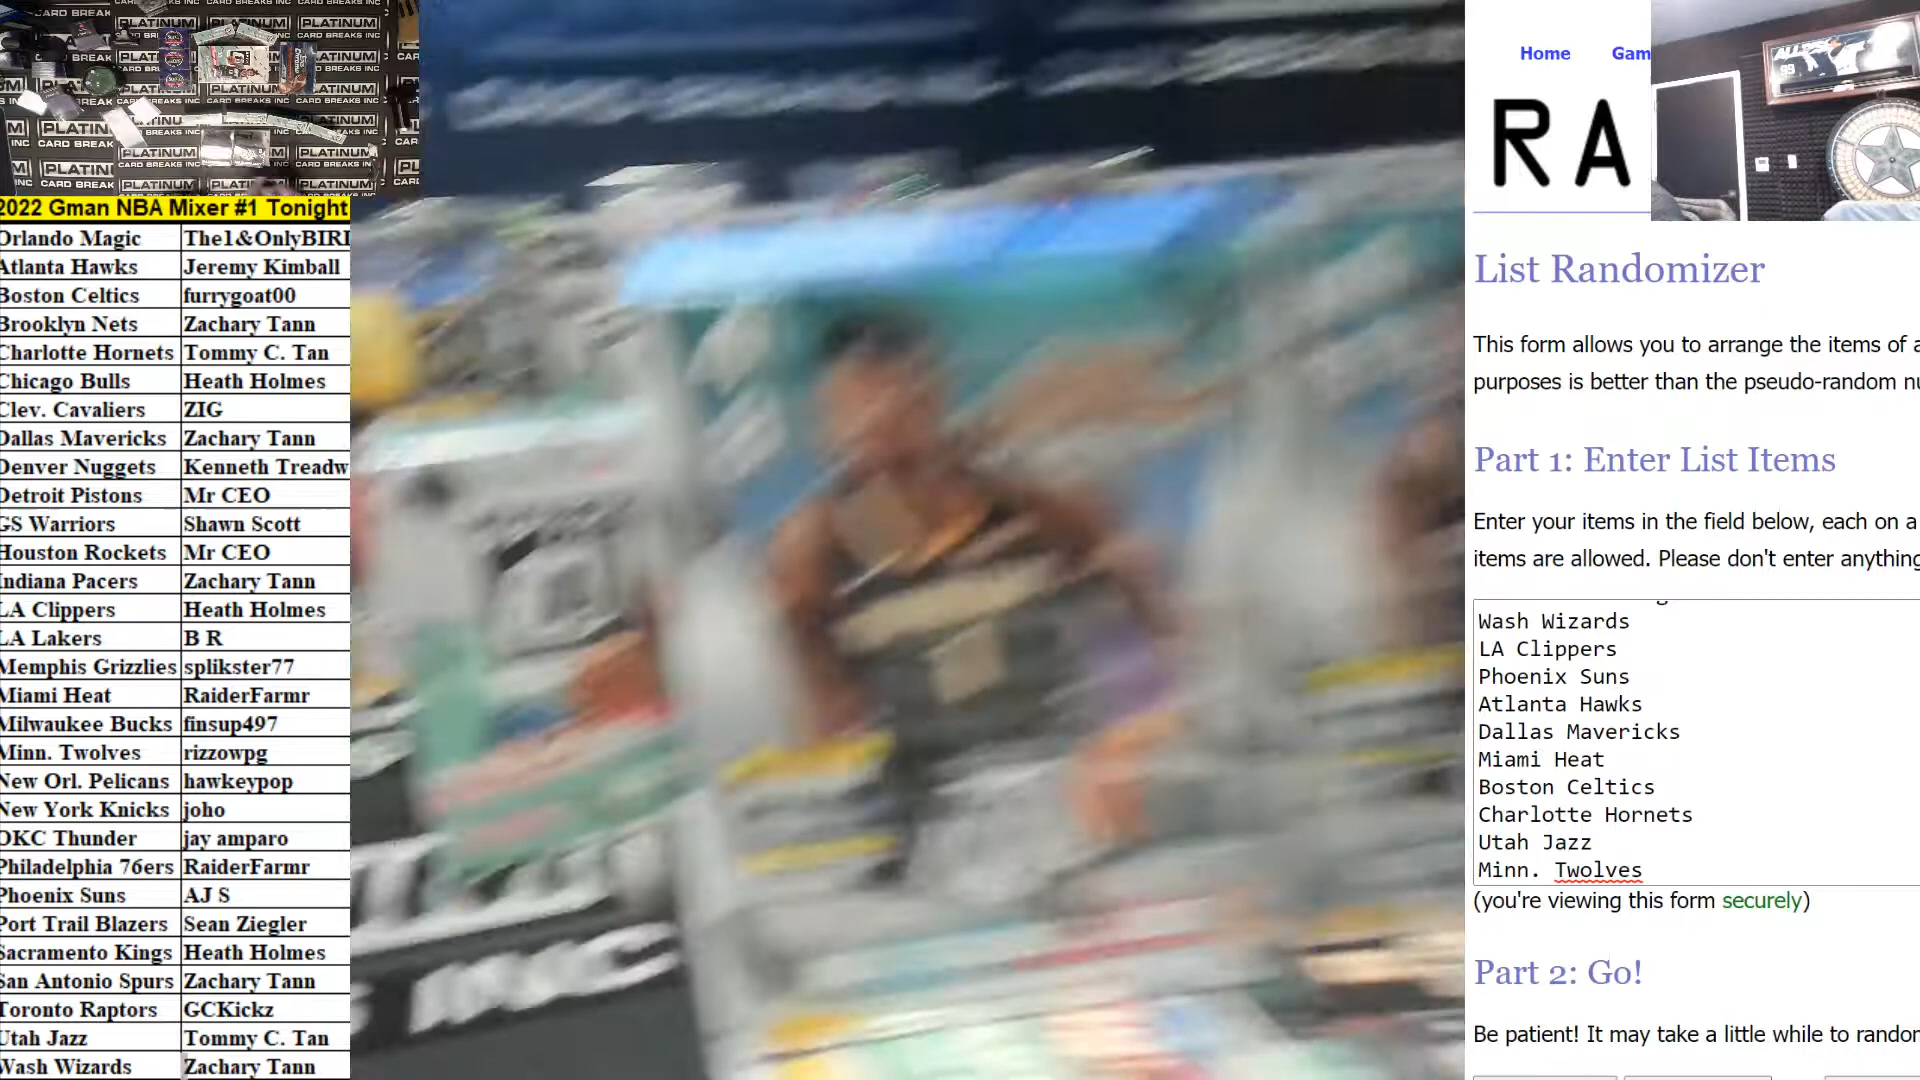 2022 Gman NBA Mixer #1 Tonight
Orlando Magic The1&OnlyBIRI
Atlanta Hawks Jeremy Kimball
Boston Celtics furrygoat00
Brooklyn Nets Zachary Tann
Charlotte Hornets Tommy C. Tan
Chicago Bulls Heath Holmes
Clev. Cavaliers ZIG
Dallas Mavericks Zachary Tann
Denver Nuggets Kenneth Treadw
Detroit Pistons Mr CEO
GS Warriors Shawn Scott
Houston Rockets Mr CEO
Indiana Pacers Zachary Tann
LA Clippers Heath Holmes
LA Lakers B R
Memphis Grizzlies splikster77
Miami Heat RaiderFarmr
Milwaukee Bucks finsup497
Minn. Twolves rizzowpg
New Orl. Pelicans hawkeypop
New York Knicks joho
OKC Thunder jay amparo
Philadelphia 76ers RaiderFarmr
Phoenix Suns AJ S
Port Trail Blazers Sean Ziegler
Sacramento Kings Heath Holmes
San Antonio Spurs Zachary Tann
Toronto Raptors GCKickz
Utah Jazz Tommy C. Tan
Wash Wizards Zachary Tann
PLATINUM
CARD BREAKS INC
INC
Home Gam
RA
List Randomizer
This form allows you to arrange the items of a
purposes is better than the pseudo-random nu
Part 1: Enter List Items
Enter your items in the field below, each on a
items are allowed. Please don't enter anything
Wash Wizards
LA Clippers
Phoenix Suns
Atlanta Hawks
Dallas Mavericks
Miami Heat
Boston Celtics
Charlotte Hornets
Utah Jazz
Minn. Twolves
(you're viewing this form securely)
Part 2: Go!
Be patient! It may take a little while to random